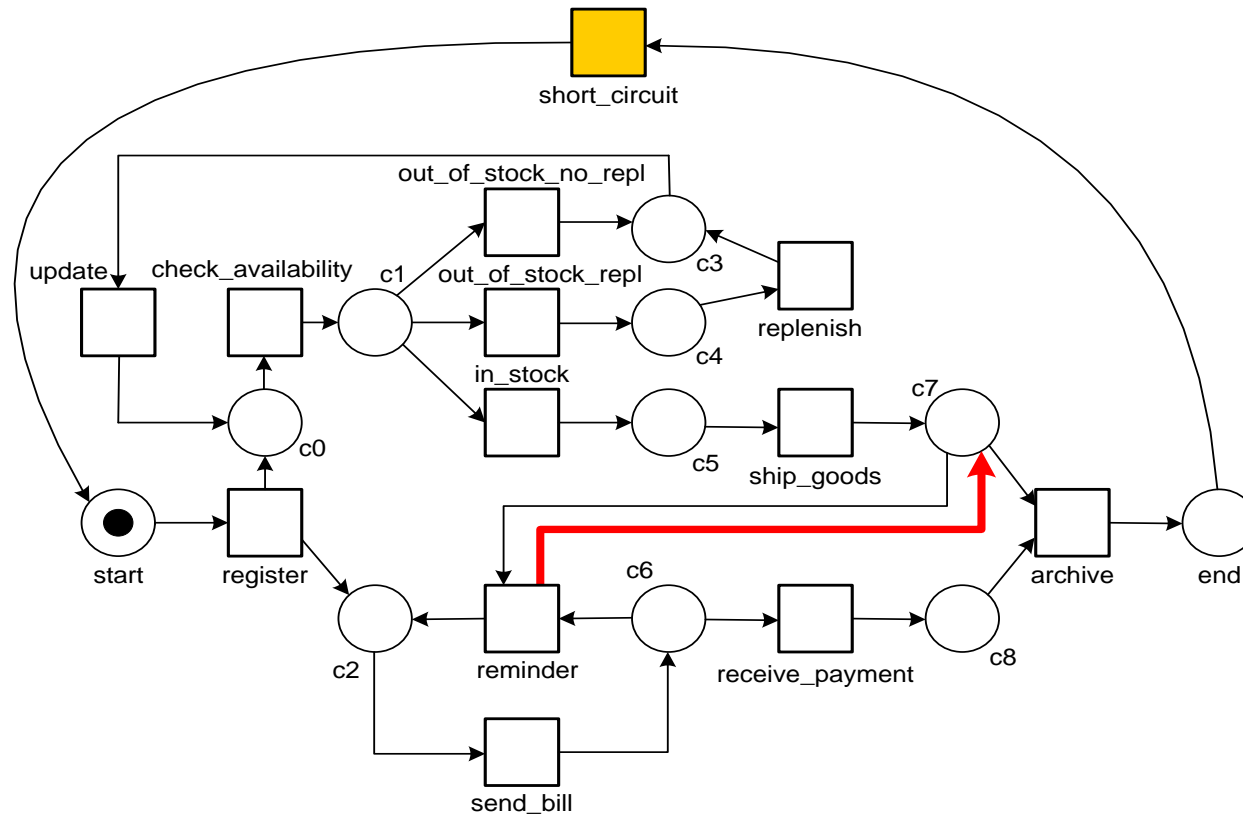 short_circuit
out_of_stock_no_repl
update
check_availability
c1
out_of_stock_repl
c3
replenish
c4
in_stock
c7
c0
c5
ship_goods
start
register
c6
archive
end
c2
reminder
receive_payment
c8
send_bill